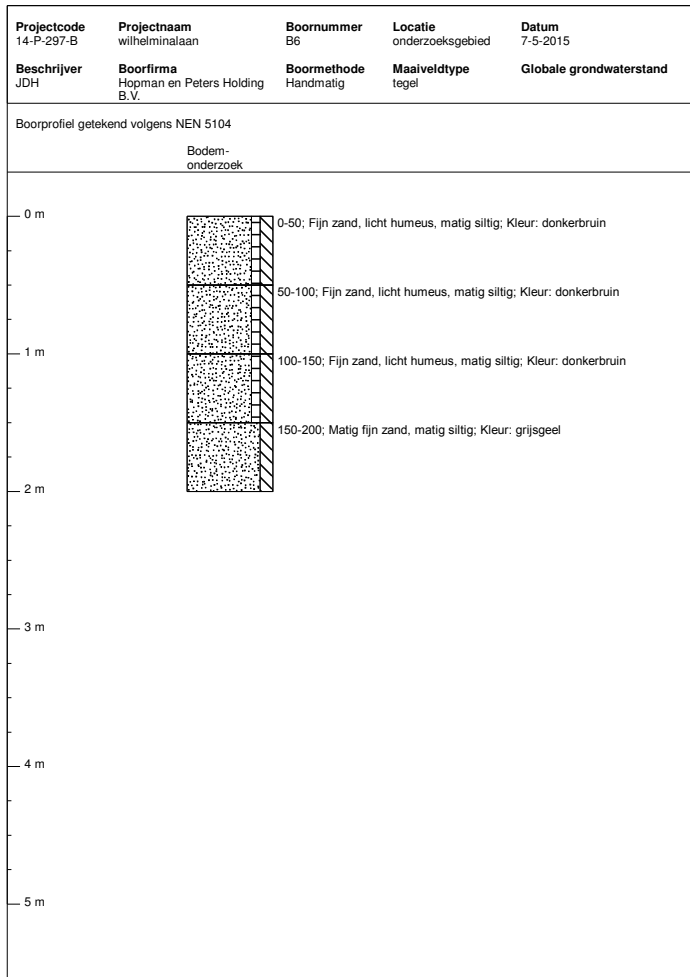 Projectcode Projectnaam Boornummer Locatie Datum
14-P-297-B wilhelminalaan B6 onderzoeksgebied 7-5-2015
Beschrijver Boorfirma Boormethode Maaiveldtype Globale grondwaterstand
JDH Hopman en Peters Holding Handmatig tegel
B.V.
Boorprofiel getekend volgens NEN 5104
Bodem-
onderzoek
0 m
0-50; Fijn zand, licht humeus, matig siltig; Kleur: donkerbruin
50-100; Fijn zand, licht humeus, matig siltig; Kleur: donkerbruin
1 m
100-150; Fijn zand, licht humeus, matig siltig; Kleur: donkerbruin
150-200; Matig fijn zand, matig siltig; Kleur: grijsgeel
2 m
3 m
4 m
5 m